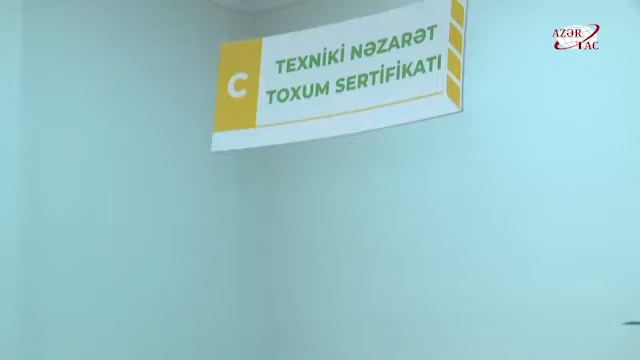 C
TEXNİKİ NƏZARƏT
TOXUM SERTİFİKATI
AZƏR
TAC